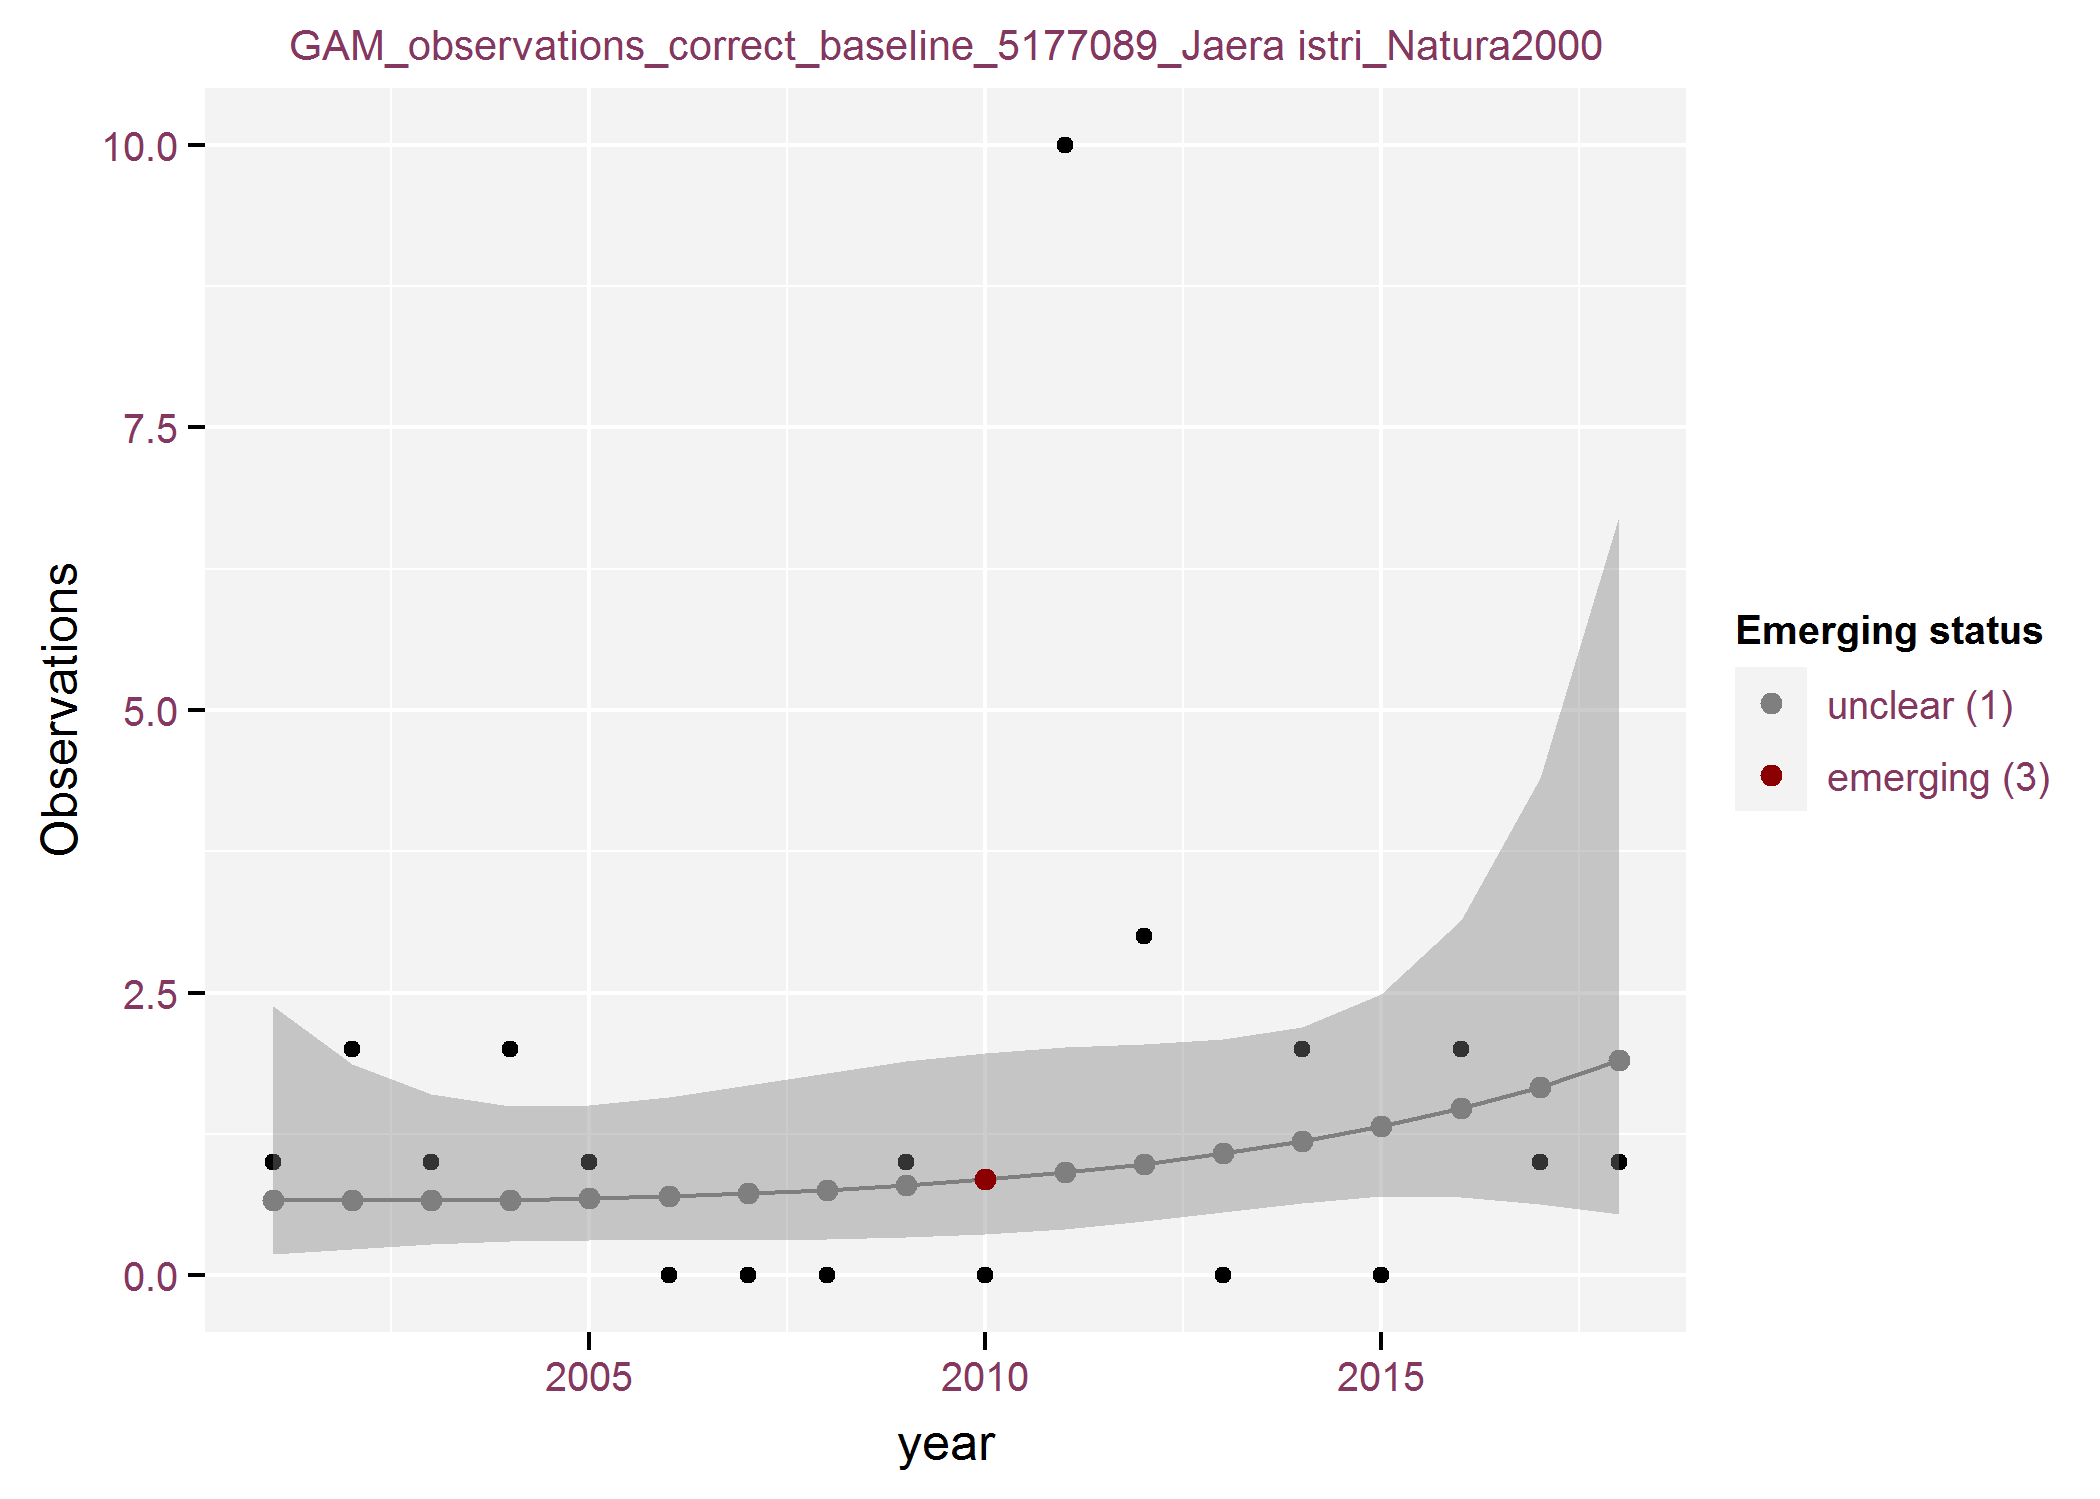 GAM_observations_correct_baseline_5177089_Jaera istri_Natura2000
10.0
7.5
5.0
2.5
0.0
Observations
2005
2010
2015
year
Emerging status
unclear (1)
emerging (3)